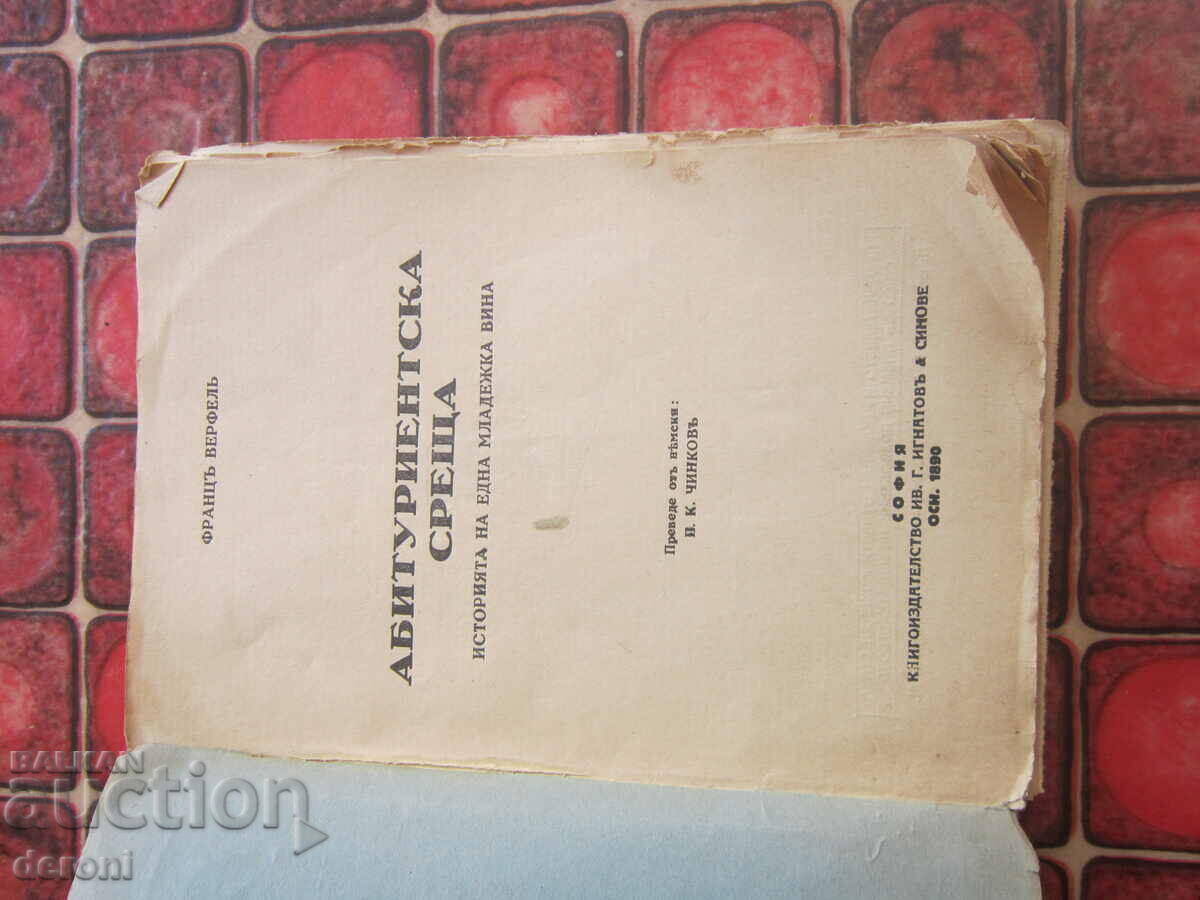 ФРАНЦЪ ВЕРФЕЛЬ
АБИТУРИЕНТСКА
СРЕЩА
ИСТОРИЯТА НА ЕДНА МЛАДЕЖКА ВИНА
Преведе отъ нѣмски:
В. К. ЧИНКОВЪ
СОФИЯ
КНИГОИЗДАТЕЛСТВО ИВ. Г. ИГНАТОВЪ & СИНОВЕ
ОСН. 1890
BALKAN
auction
deroni